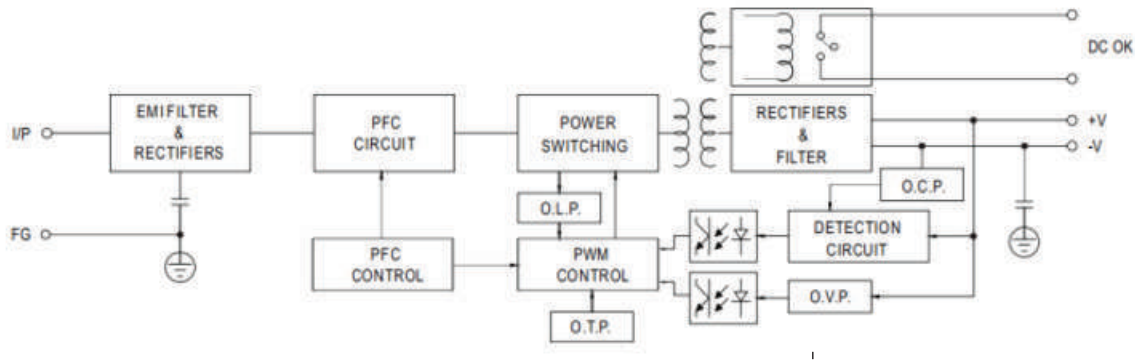 DC OK
I/P
EMI FILTER
&
RECTIFIERS
PFC
CIRCUIT
POWER
SWITCHING
RECTIFIERS
&
FILTER
+V
-V
O.C.P.
O.L.P.
FG
PFC
CONTROL
PWM
CONTROL
DETECTION
CIRCUIT
O.V.P.
O.T.P.